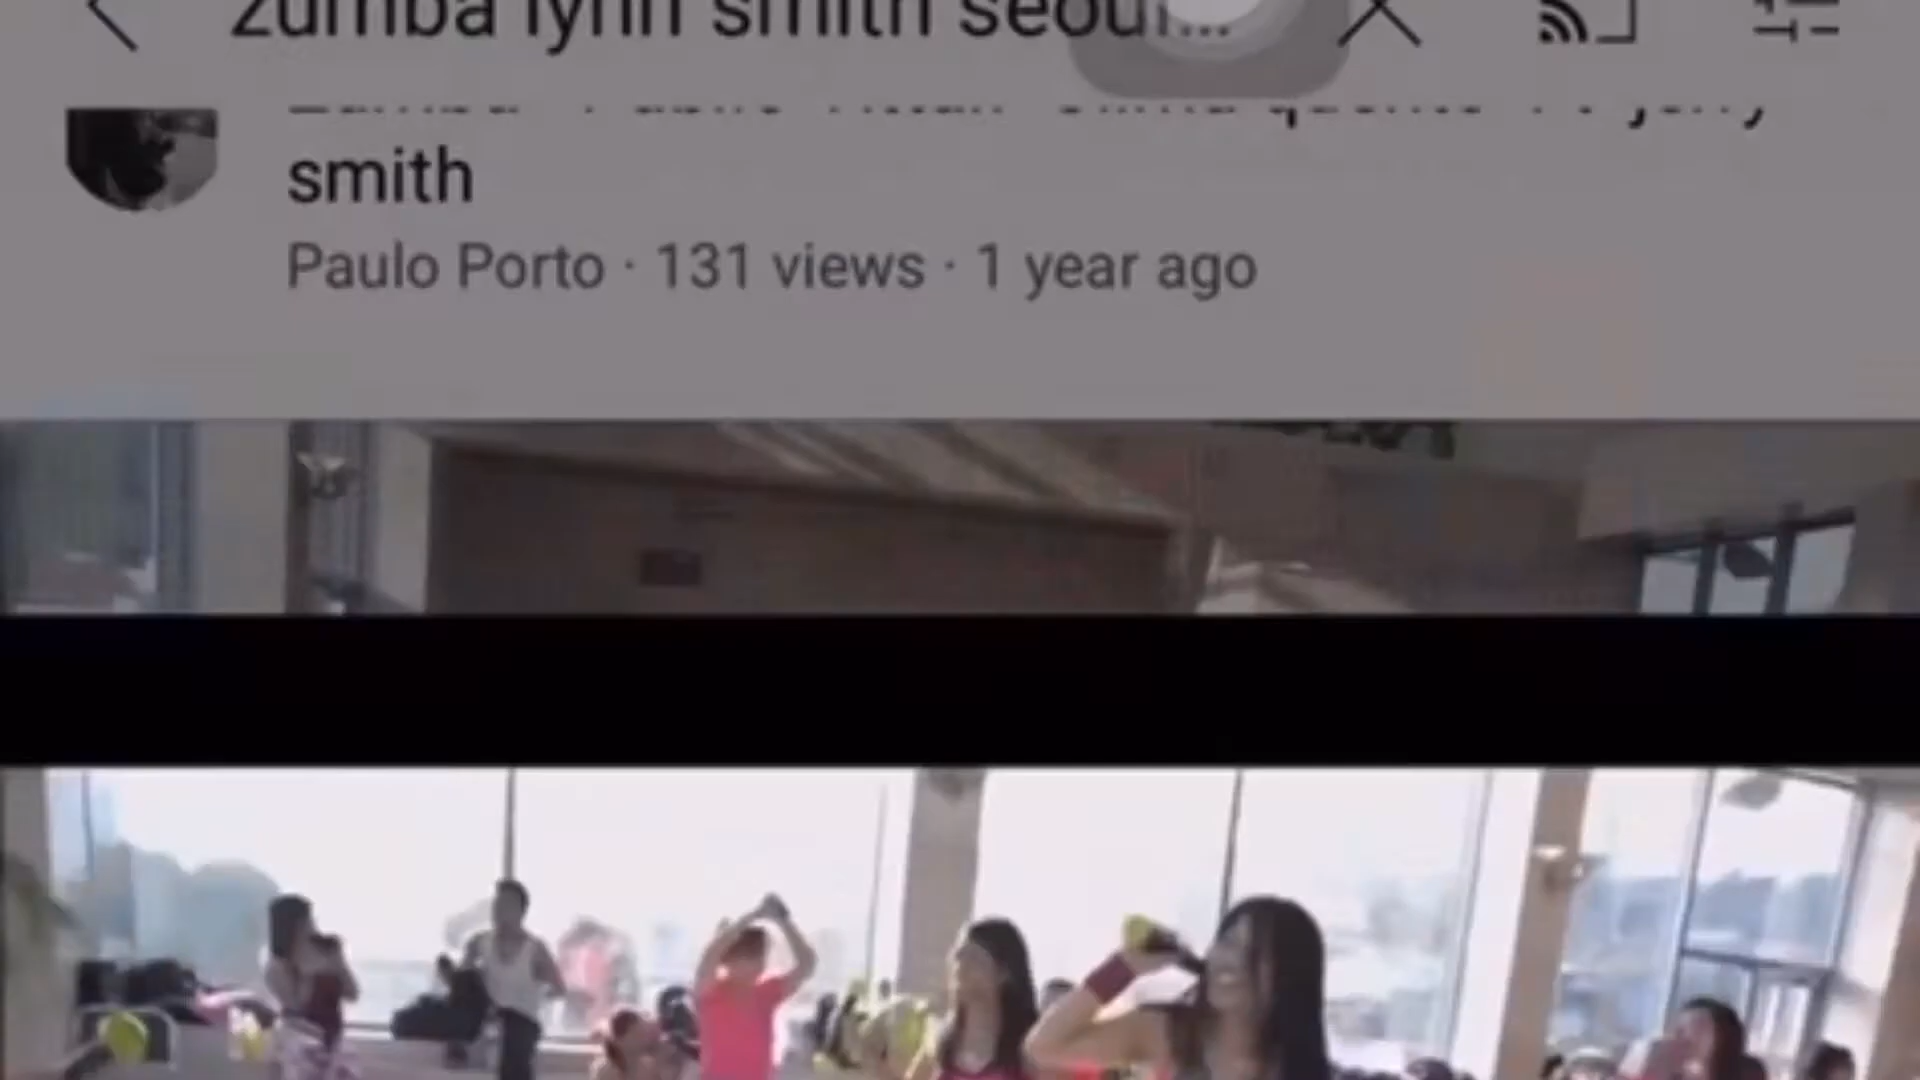 zumba lynn smith seoul...
smith
Paulo Porto · 131 views · 1 year ago